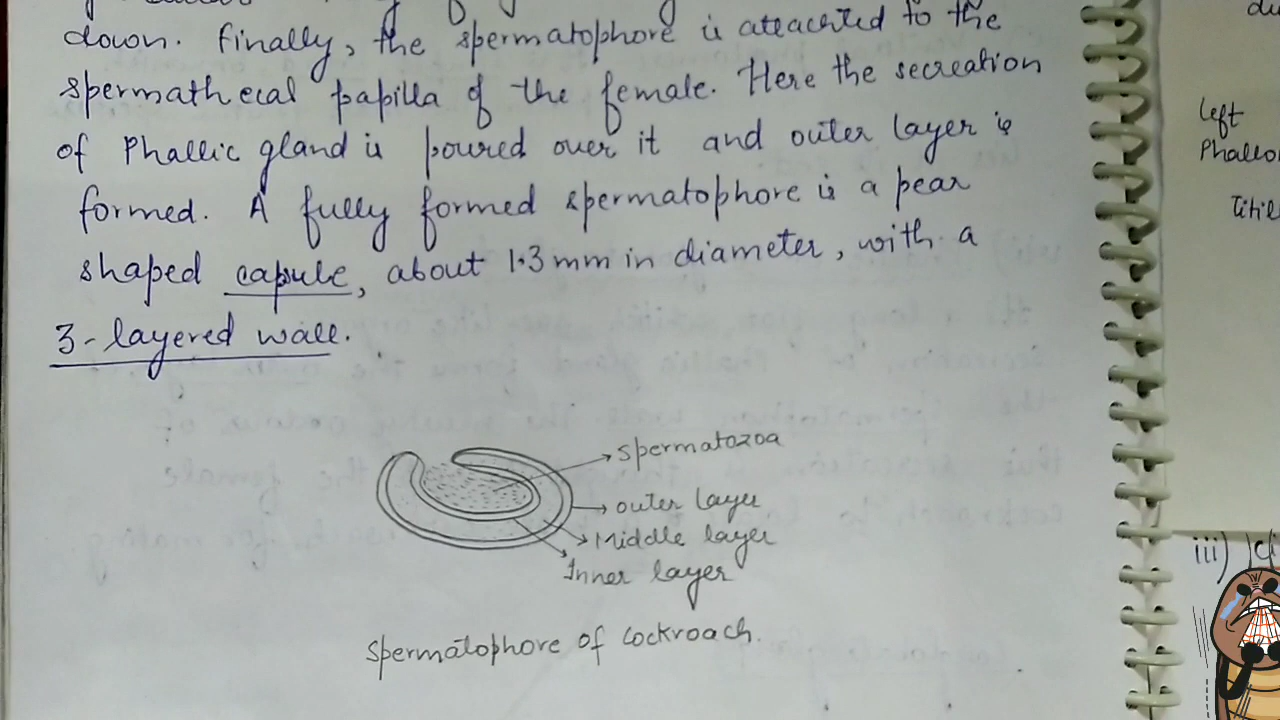 down. Finally, the spermatophore is ateacnted to the
spermathecal papilla of the female. Here the secreation
of Phallic gland is poured over it and outer layer is
formed. A fully formed spermatophore is a pear
shaped capule, about 1.3 mm in diameter, with a
3-layered wall.
spermatozoa
outer layer
Middle layer
Inner layer
Spermatophore of cockroach.
left
Phallo
Titil
iii)